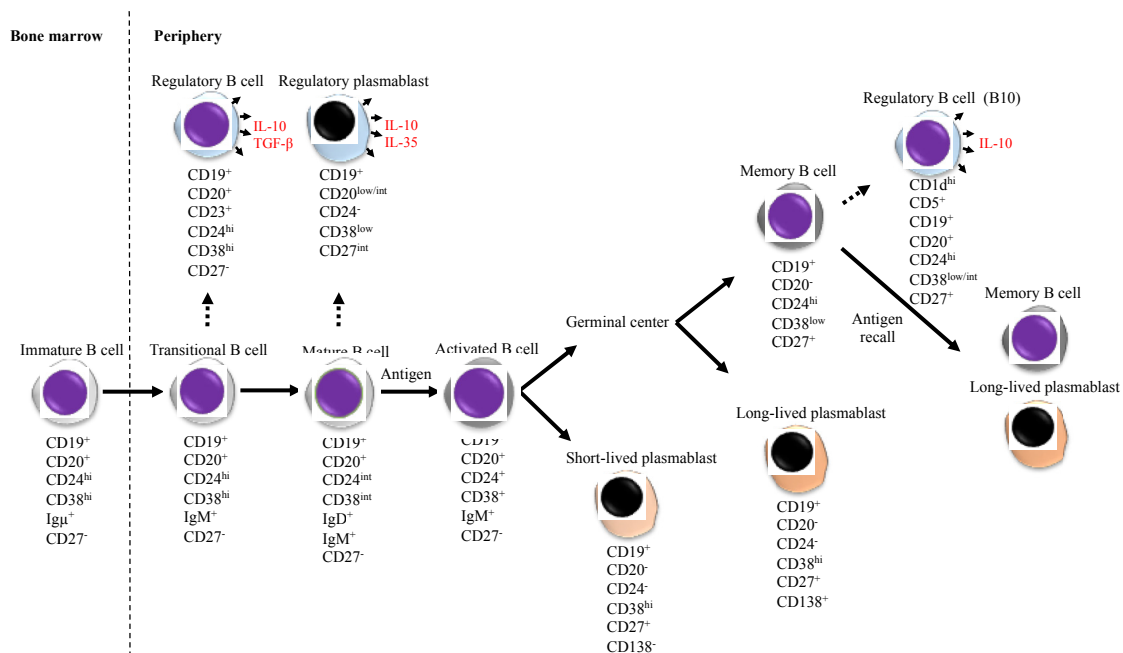 Bone marrow
Periphery
Regulatory B cell
IL-10
TGF-β
CD19⁺
CD20⁺
CD23⁺
CD24ʰⁱ
CD38ʰⁱ
CD27⁻
Regulatory plasmablast
IL-10
IL-35
CD19⁺
CD20ˡᵒʷ/ⁱⁿᵗ
CD24⁻
CD38ˡᵒʷ
CD27ⁱⁿᵗ
Regulatory B cell (B10)
IL-10
CD1dʰⁱ
CD5⁺
CD19⁺
CD20⁺
CD24ʰⁱ
CD38ˡᵒʷ/ⁱⁿᵗ
CD27⁺
Memory B cell
CD19⁺
CD20⁻
CD24ʰⁱ
CD38ˡᵒʷ
CD27⁺
Antigen
recall
Memory B cell
Long-lived plasmablast
Immature B cell
CD19⁺
CD20⁺
CD24ʰⁱ
CD38ʰⁱ
Igμ⁺
CD27⁻
Transitional B cell
CD19⁺
CD20⁺
CD24ʰⁱ
CD38ʰⁱ
IgM⁺
CD27⁻
Mature B cell
CD19⁺
CD20⁺
CD24ⁱⁿᵗ
CD38ⁱⁿᵗ
IgD⁺
IgM⁺
CD27⁻
Antigen
Activated B cell
CD19
CD20⁺
CD24⁺
CD38⁺
IgM⁺
CD27⁻
Germinal center
Short-lived plasmablast
CD19⁺
CD20⁻
CD24⁻
CD38ʰⁱ
CD27⁺
CD138⁻
Long-lived plasmablast
CD19⁺
CD20⁻
CD24⁻
CD38ʰⁱ
CD27⁺
CD138⁺